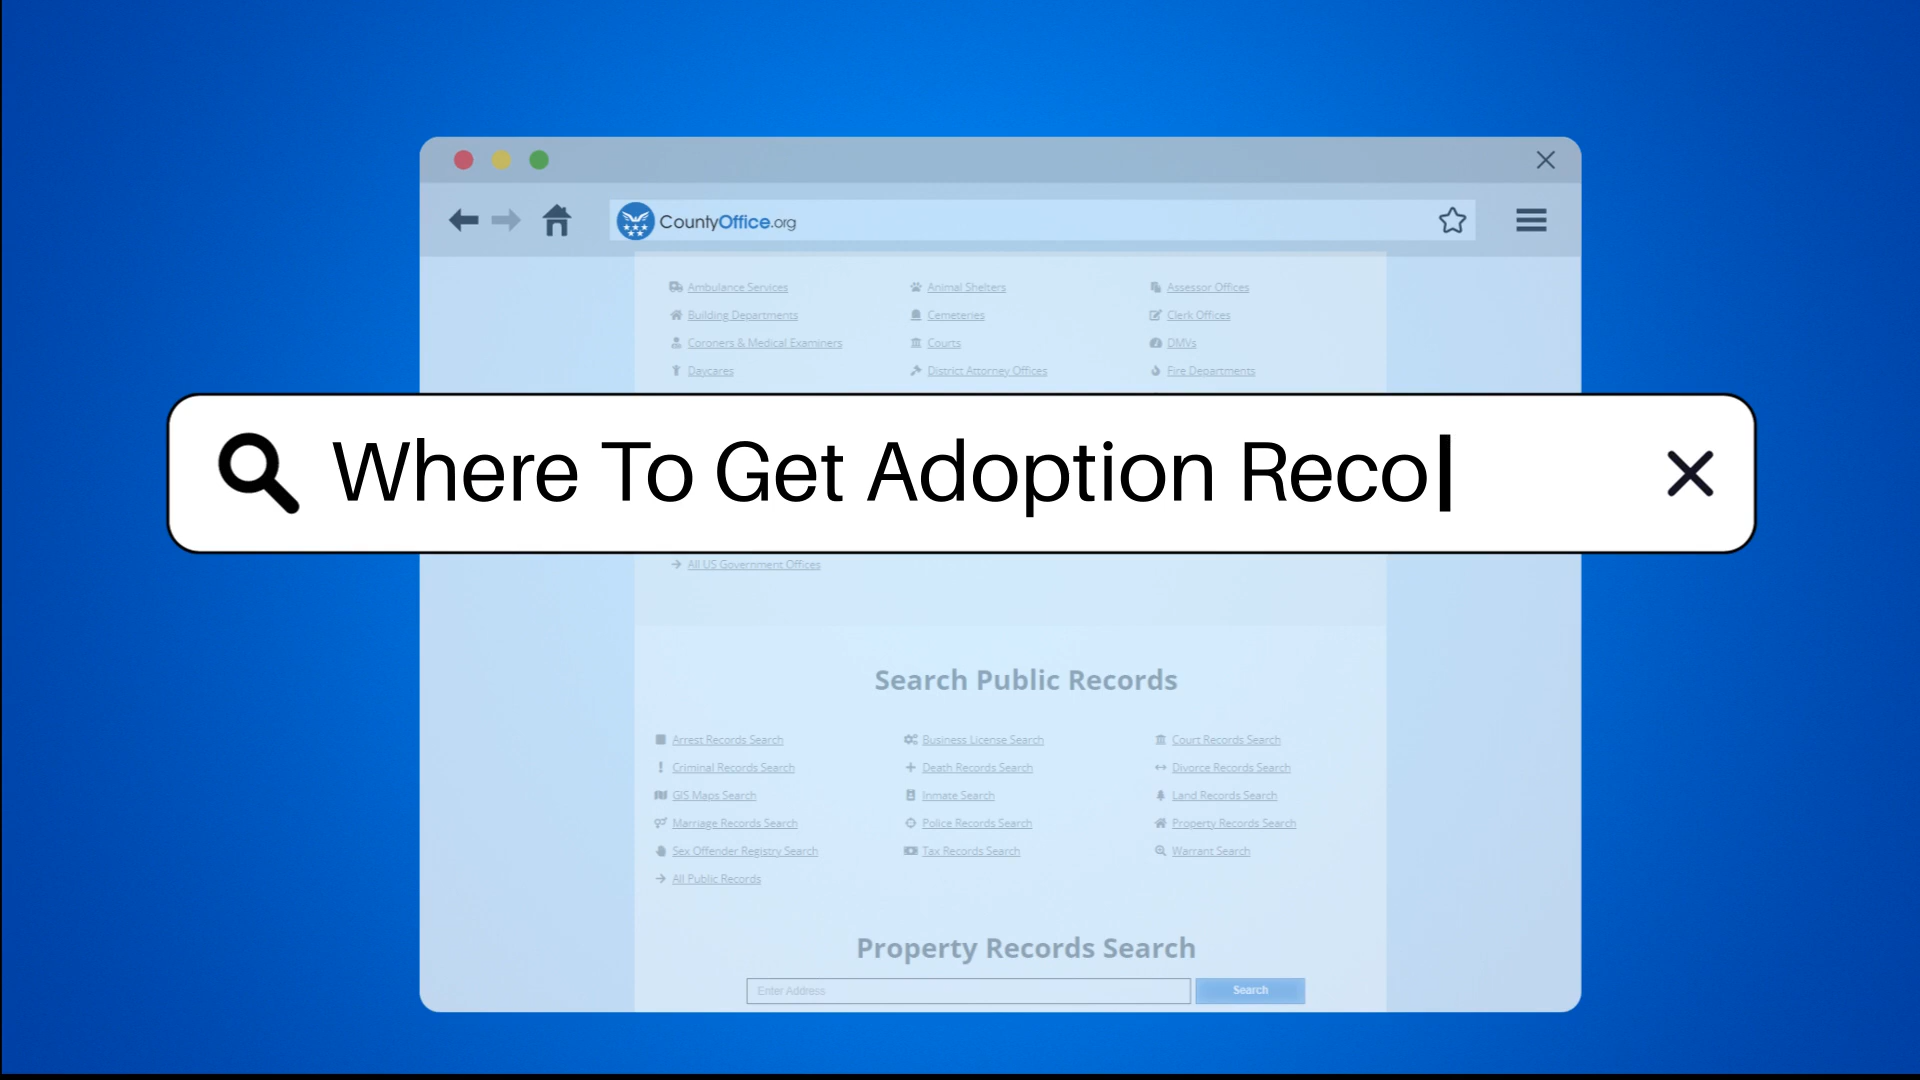 CountyOffice.org
Ambulance Services
Animal Shelters
Assessor Offices
Building Departments
Cemeteries
Clerk Offices
Coroners & Medical Examiners
Courts
DMVs
Daycares
District Attorney Offices
Fire Departments
Where To Get Adoption Reco
All US Government Offices
Search Public Records
Arrest Records Search
Business License Search
Court Records Search
Criminal Records Search
Death Records Search
Divorce Records Search
GIS Maps Search
Inmate Search
Land Records Search
Marriage Records Search
Police Records Search
Property Records Search
Sex Offender Registry Search
Tax Records Search
Warrant Search
All Public Records
Property Records Search
Enter Address
Search